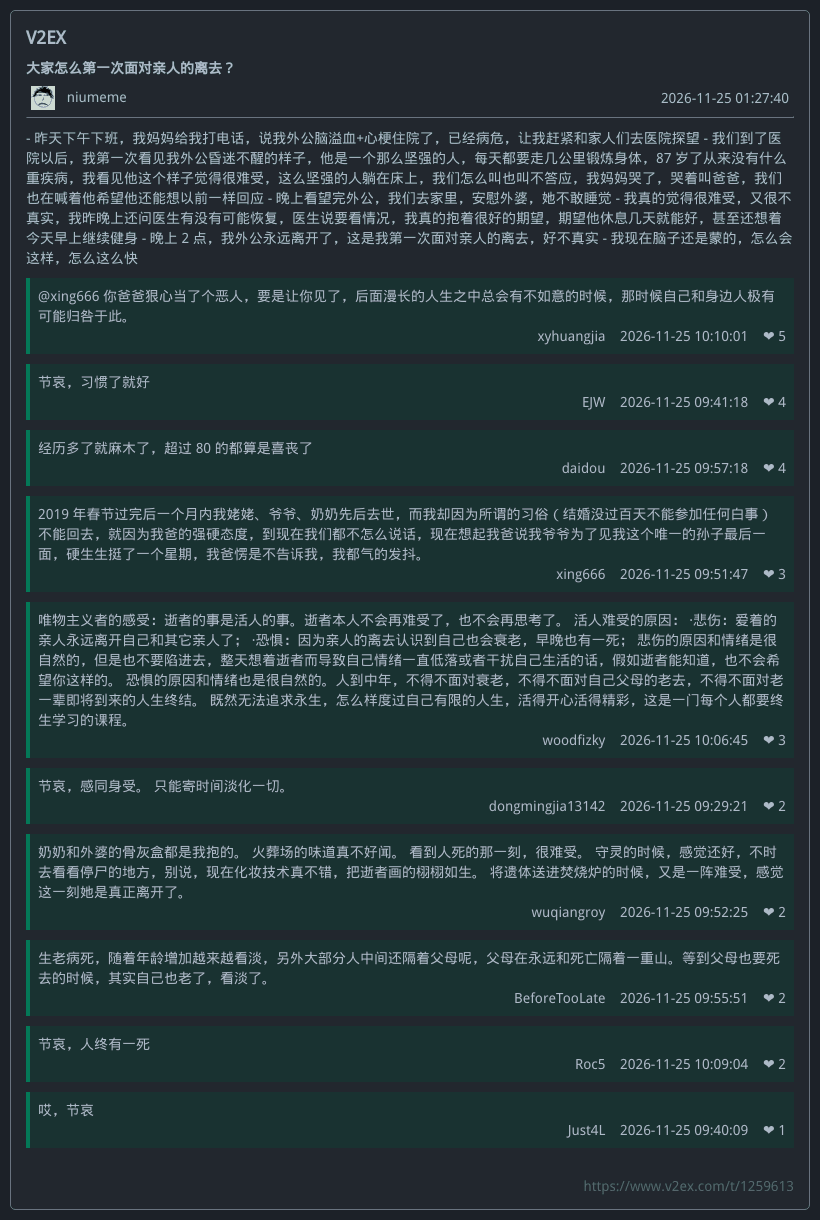 V2EX
大家怎么第一次面对亲人的离去？
niumeme 2026-11-25 01:27:40
- 昨天下午下班，我妈妈给我打电话，说我外公脑溢血+心梗住院了，已经病危，让我赶紧和家人们去医院探望 - 我们到了医
院以后，我第一次看见我外公昏迷不醒的样子，他是一个那么坚强的人，每天都要走几公里锻炼身体，87 岁了从来没有什么
重疾病，我看见他这个样子觉得很难受，这么坚强的人躺在床上，我们怎么叫也叫不答应，我妈妈哭了，哭着叫爸爸，我们
也在喊着他希望他还能想以前一样回应 - 晚上看望完外公，我们去家里，安慰外婆，她不敢睡觉 - 我真的觉得很难受，又很不
真实，我昨晚上还问医生有没有可能恢复，医生说要看情况，我真的抱着很好的期望，期望他休息几天就能好，甚至还想着
今天早上继续健身 - 晚上 2 点，我外公永远离开了，这是我第一次面对亲人的离去，好不真实 - 我现在脑子还是蒙的，怎么会
这样，怎么这么快
@xing666 你爸爸狠心当了个恶人，要是让你见了，后面漫长的人生之中总会有不如意的时候，那时候自己和身边人极有
可能归咎于此。
xyhuangjia 2026-11-25 10:10:01 ❤ 5
节哀，习惯了就好
EJW 2026-11-25 09:41:18 ❤ 4
经历多了就麻木了，超过 80 的都算是喜丧了
daidou 2026-11-25 09:57:18 ❤ 4
2019 年春节过完后一个月内我姥姥、爷爷、奶奶先后去世，而我却因为所谓的习俗（结婚没过百天不能参加任何白事）
不能回去，就因为我爸的强硬态度，到现在我们都不怎么说话，现在想起我爸说我爷爷为了见我这个唯一的孙子最后一
面，硬生生挺了一个星期，我爸愣是不告诉我，我都气的发抖。
xing666 2026-11-25 09:51:47 ❤ 3
唯物主义者的感受：逝者的事是活人的事。逝者本人不会再难受了，也不会再思考了。 活人难受的原因： ·悲伤：爱着的
亲人永远离开自己和其它亲人了； ·恐惧：因为亲人的离去认识到自己也会衰老，早晚也有一死； 悲伤的原因和情绪是很
自然的，但是也不要陷进去，整天想着逝者而导致自己情绪一直低落或者干扰自己生活的话，假如逝者能知道，也不会希
望你这样的。 恐惧的原因和情绪也是很自然的。人到中年，不得不面对衰老，不得不面对自己父母的老去，不得不面对老
一辈即将到来的人生终结。 既然无法追求永生，怎么样度过自己有限的人生，活得开心活得精彩，这是一门每个人都要终
生学习的课程。
woodfizky 2026-11-25 10:06:45 ❤ 3
节哀，感同身受。 只能寄时间淡化一切。
dongmingjia13142 2026-11-25 09:29:21 ❤ 2
奶奶和外婆的骨灰盒都是我抱的。 火葬场的味道真不好闻。 看到人死的那一刻，很难受。 守灵的时候，感觉还好，不时
去看看停尸的地方，别说，现在化妆技术真不错，把逝者画的栩栩如生。 将遗体送进焚烧炉的时候，又是一阵难受，感觉
这一刻她是真正离开了。
wuqiangroy 2026-11-25 09:52:25 ❤ 2
生老病死，随着年龄增加越来越看淡，另外大部分人中间还隔着父母呢，父母在永远和死亡隔着一重山。等到父母也要死
去的时候，其实自己也老了，看淡了。
BeforeTooLate 2026-11-25 09:55:51 ❤ 2
节哀，人终有一死
Roc5 2026-11-25 10:09:04 ❤ 2
哎，节哀
Just4L 2026-11-25 09:40:09 ❤ 1
https://www.v2ex.com/t/1259613